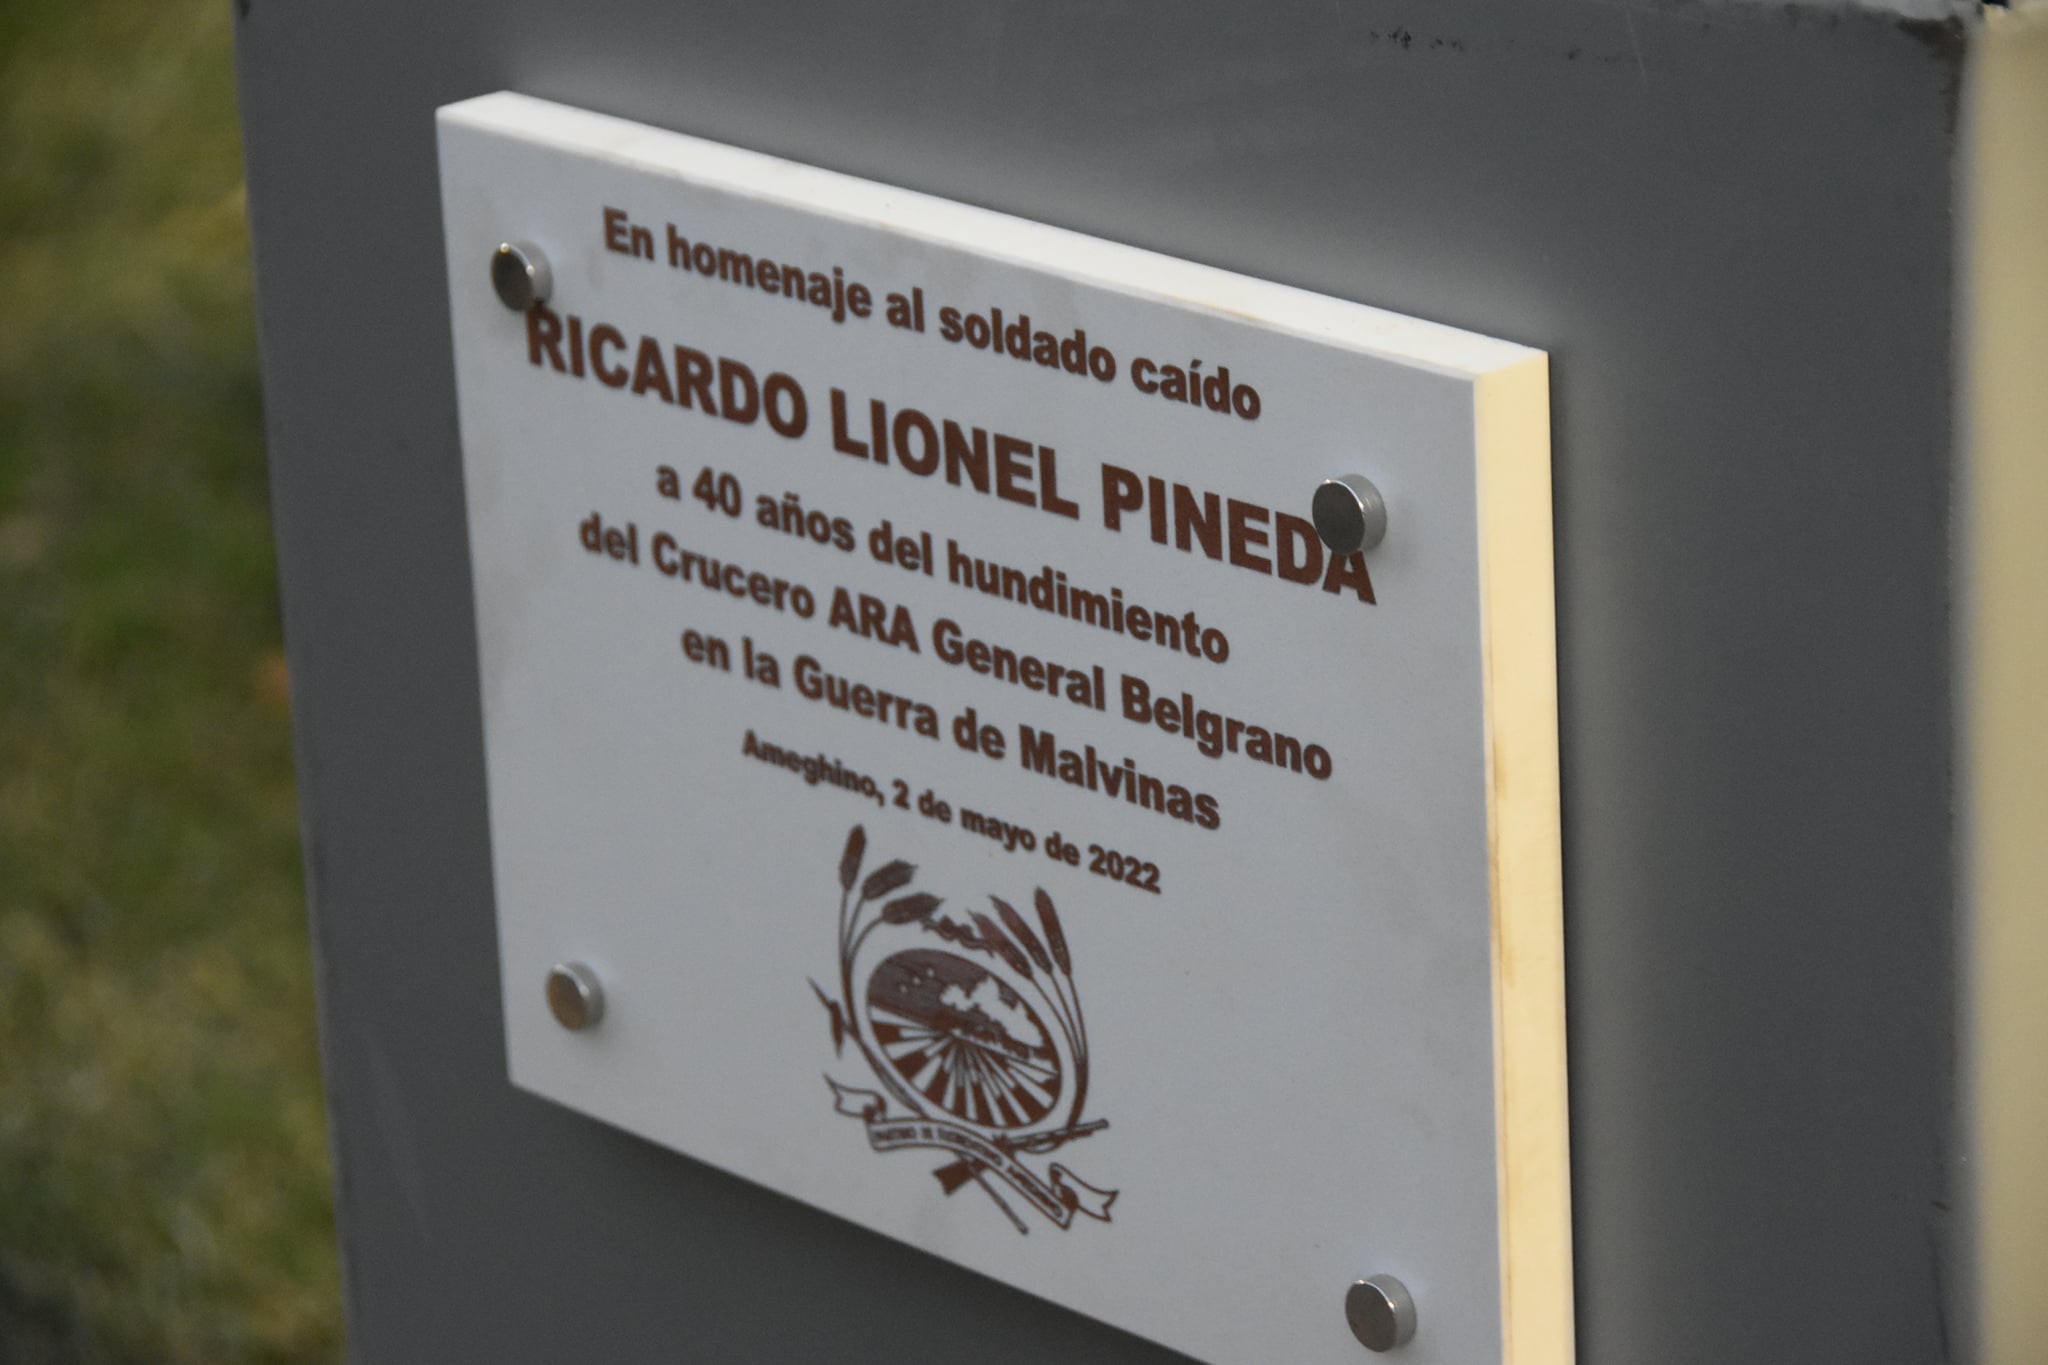 En homenaje al soldado caído
RICARDO LIONEL PINEDA
a 40 años del hundimiento
del Crucero ARA General Belgrano
en la Guerra de Malvinas
Ameghino, 2 de mayo de 2022